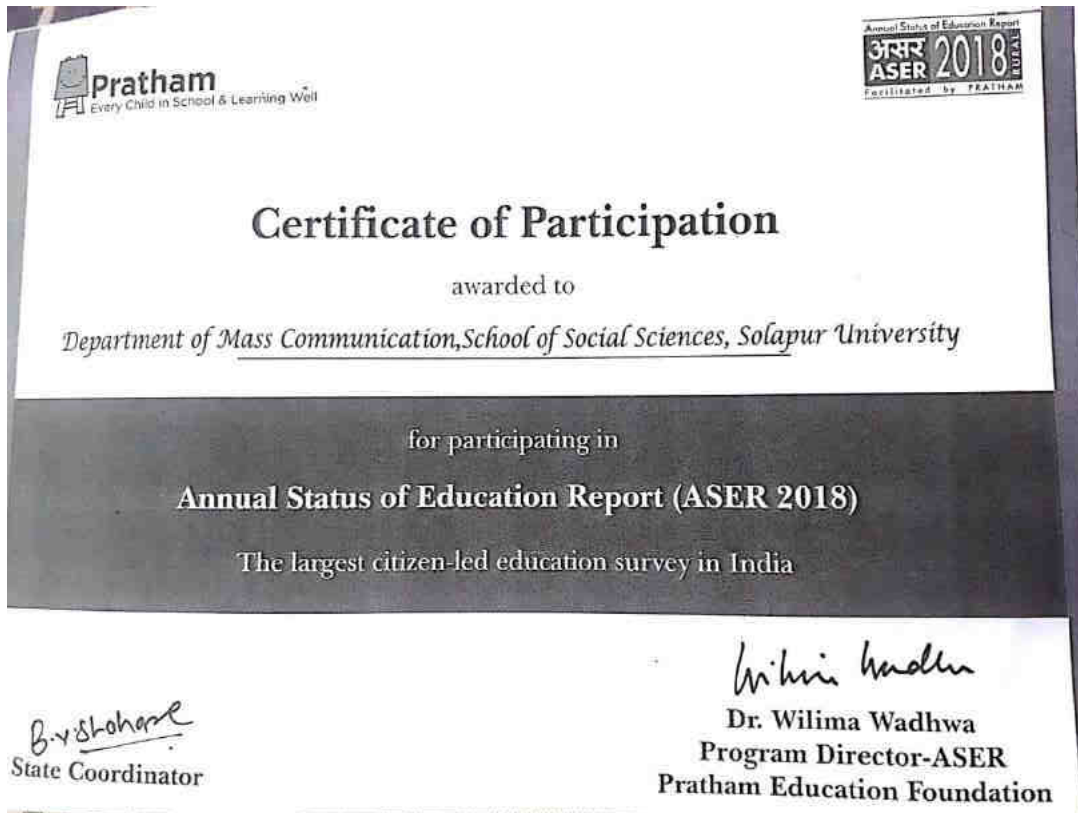 Pratham
Every Child in School & Learning Well
Annual Status of Education Report
असर
ASER 2018
RURAL
Facilitated by PRATHAM
Certificate of Participation
awarded to
Department of Mass Communication,School of Social Sciences, Solapur University
for participating in
Annual Status of Education Report (ASER 2018)
The largest citizen-led education survey in India
State Coordinator
Dr. Wilima Wadhwa
Program Director-ASER
Pratham Education Foundation